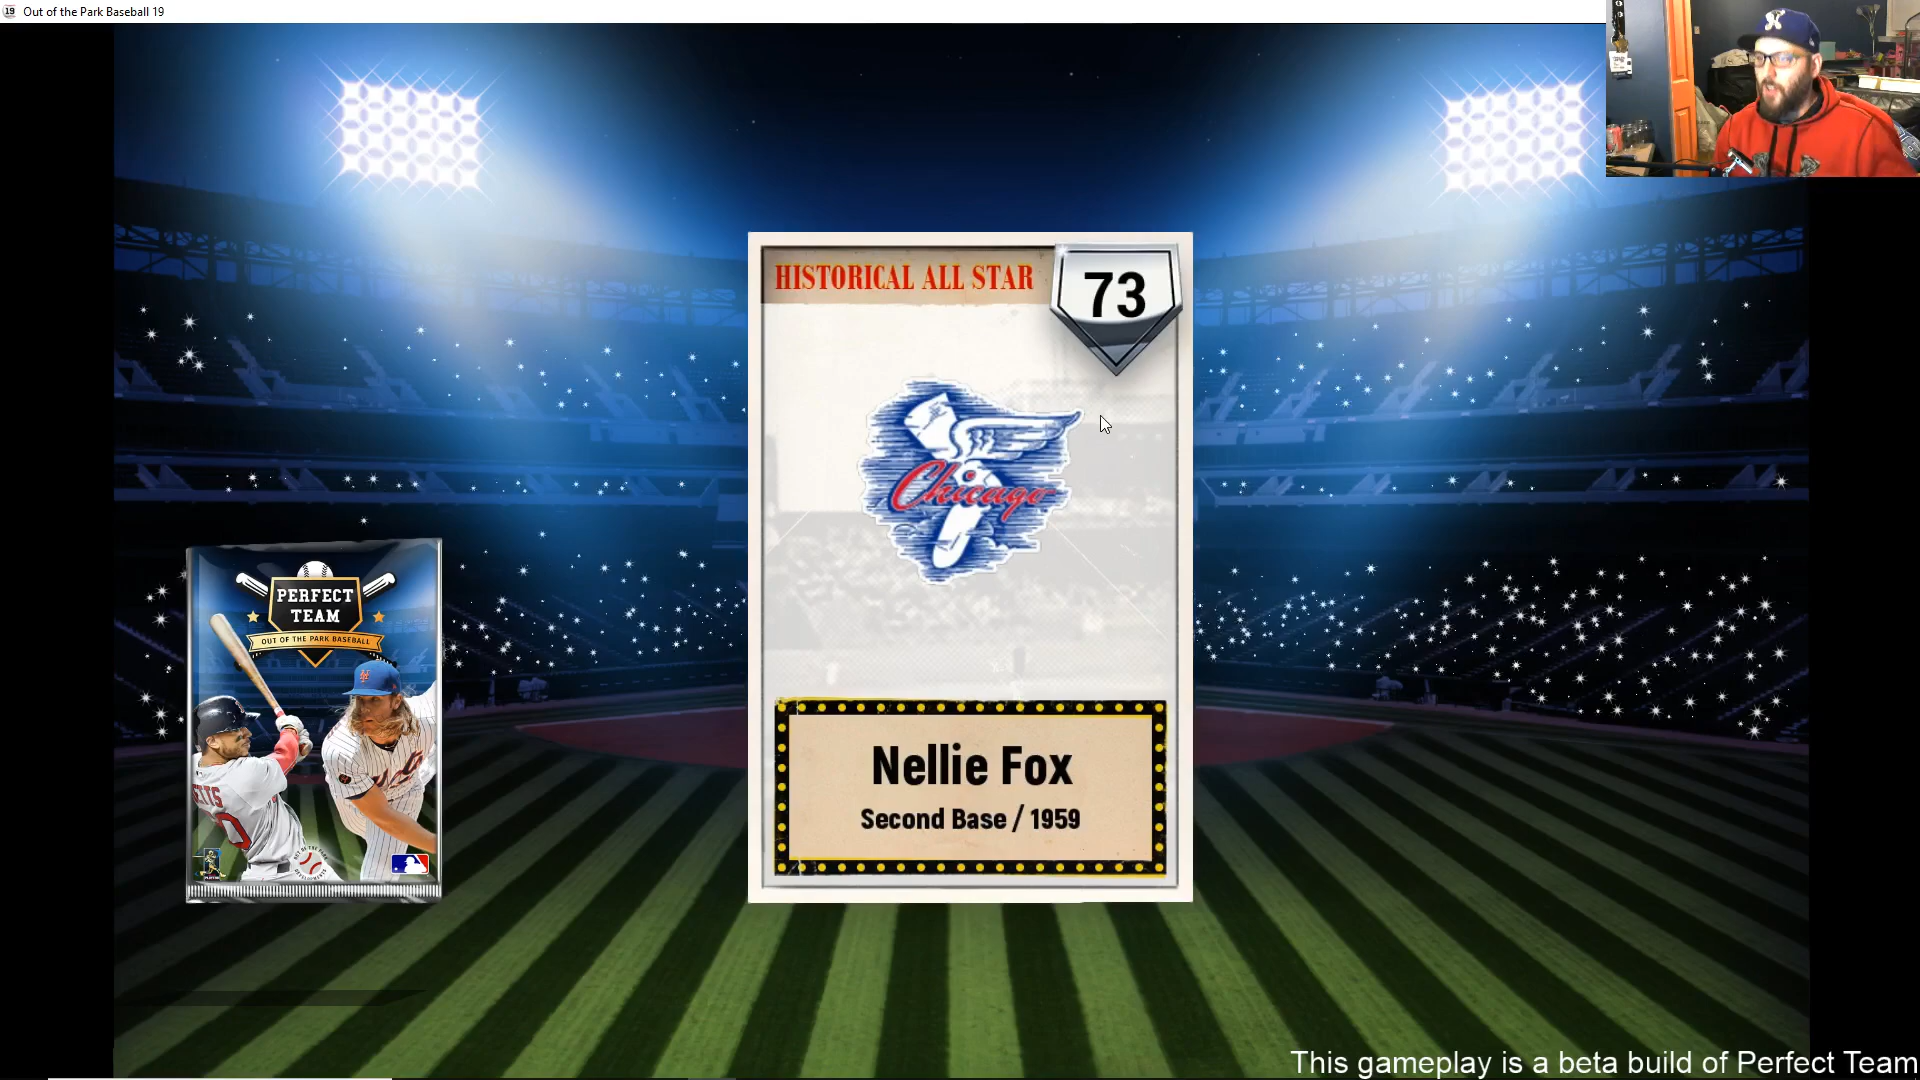 19 Out of the Park Baseball 19
HISTORICAL ALL STAR
73
Chicago
PERFECT
TEAM
OUT OF THE PARK BASEBALL
Nellie Fox
Second Base / 1959
This gameplay is a beta build of Perfect Team